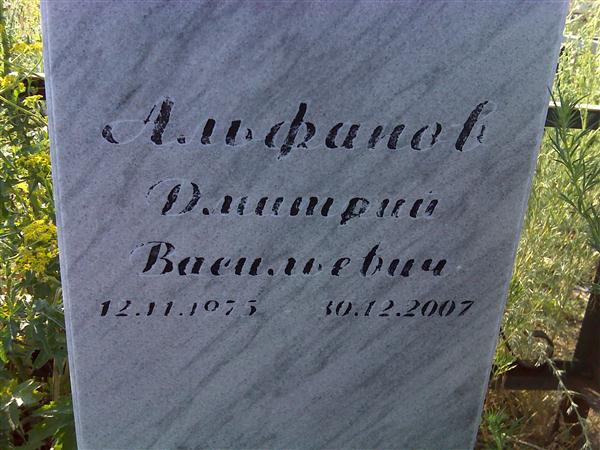 Алфанов
Дмитрий
Васильевич
12.11.1975 30.12.2007